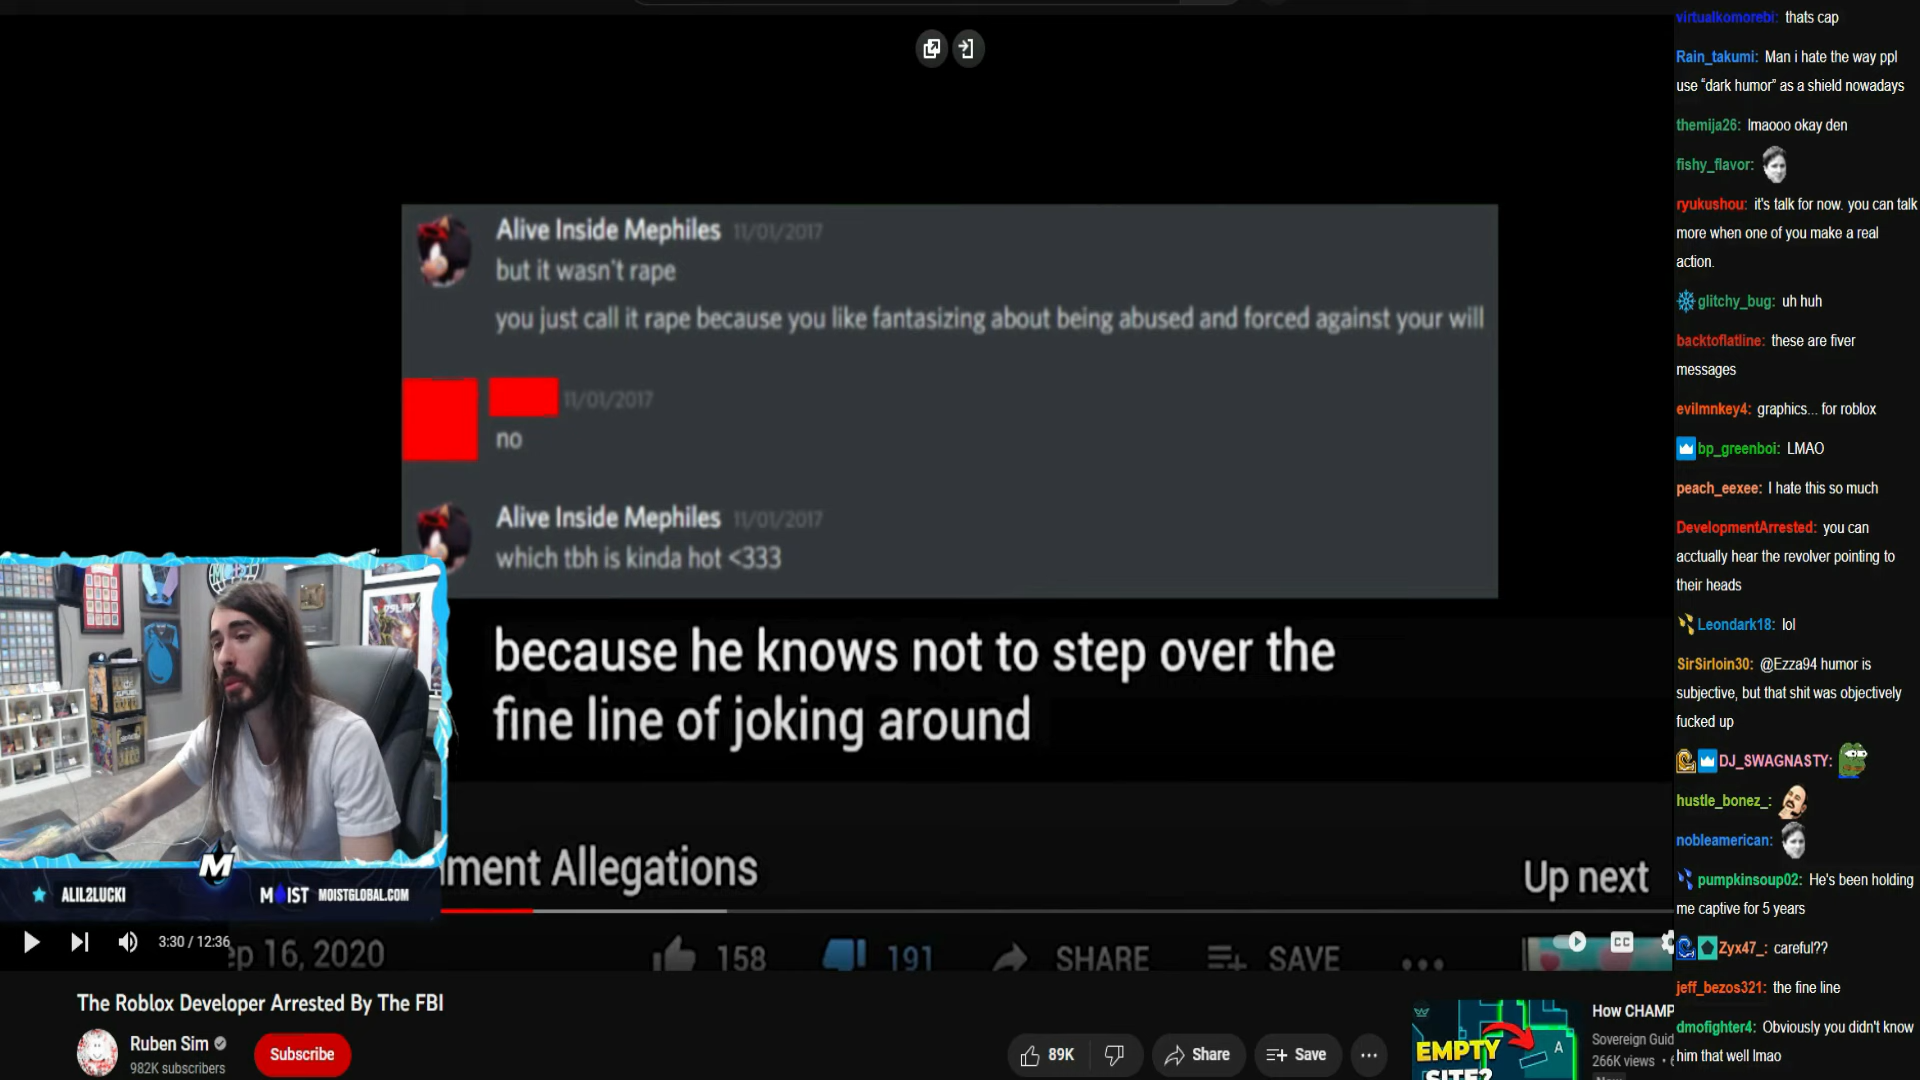 Alive Inside Mephiles 11/01/2017
but it wasn't rape
you just call it rape because you like fantasizing about being abused and forced against your will
11/01/2017
no
Alive Inside Mephiles 11/01/2017
which tbh is kinda hot <333
because he knows not to step over the
fine line of joking around
nment Allegations
Up next
ALIL2LUCKI
M
MOIST MOISTGLOBAL.COM
3:30 / 12:36
ep 16, 2020
158
191
SHARE
SAVE
CC
The Roblox Developer Arrested By The FBI
Ruben Sim
982K subscribers
Subscribe
89K
Share
Save
EMPTY
SITE?
A
How CHAMP
Sovereign Guid
266K views
virtualkomorebi: thats cap
Rain_takumi: Man i hate the way ppl
use “dark humor” as a shield nowadays
themija26: lmaooo okay den
fishy_flavor:
ryukushou: it's talk for now. you can talk
more when one of you make a real
action.
glitchy_bug: uh huh
backtoflatline: these are fiver
messages
evilmnkey4: graphics... for roblox
bp_greenboi: LMAO
peach_eexee: I hate this so much
DevelopmentArrested: you can
acctually hear the revolver pointing to
their heads
Leondark18: lol
SirSirloin30: @Ezza94 humor is
subjective, but that shit was objectively
fucked up
DJ_SWAGNASTY:
hustle_bonez_:
nobleamerican:
pumpkinsoup02: He's been holding
me captive for 5 years
Zyx47_: careful??
jeff_bezos321: the fine line
dmofighter4: Obviously you didn't know
him that well lmao